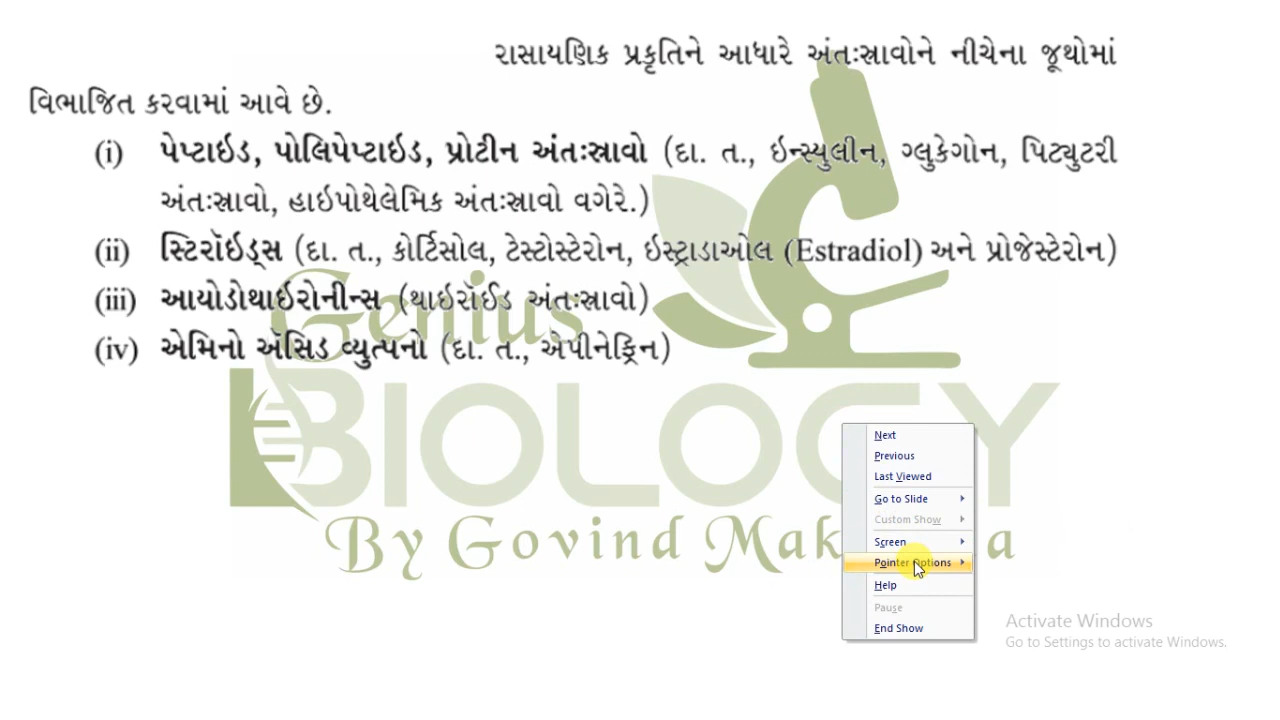 રાસાયણિક પ્રકૃતિને આધારે અંતઃસ્રાવોને નીચેના જૂથોમાં
વિભાજિત કરવામાં આવે છે.
(i) પેપ્ટાઇડ, પોલિપેપ્ટાઇડ, પ્રોટીન અંતઃસ્રાવો (દા. ત., ઇન્સ્યુલીન, ગ્લુકેગોન, પિટ્યુટરી
અંતઃસ્રાવો, હાઇપોથેલેમિક અંતઃસ્રાવો વગેરે.)
(ii) સ્ટિરૉઇડ્સ (દા. ત., કોર્ટિસોલ, ટેસ્ટોસ્ટેરોન, ઇસ્ટ્રાડાઓલ (Estradiol) અને પ્રોજેસ્ટેરોન)
(iii) આયોડોથાઇરોનીન્સ (થાઇરૉઈડ અંતઃસ્રાવો)
(iv) એમિનો ઍસિડ વ્યુત્પનો (દા. ત., એપીનેફ્રિન)
Genius
BIOLOGY
By Govind
Next
Previous
Last Viewed
Go to Slide
Custom Show
Screen
Pointer Options
Help
Pause
End Show
Activate Windows
Go to Settings to activate Windows.